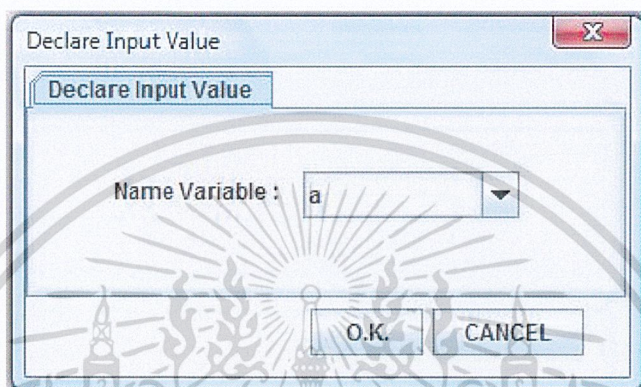 Declare Input Value
Declare Input Value
Name Variable : a
O.K. CANCEL